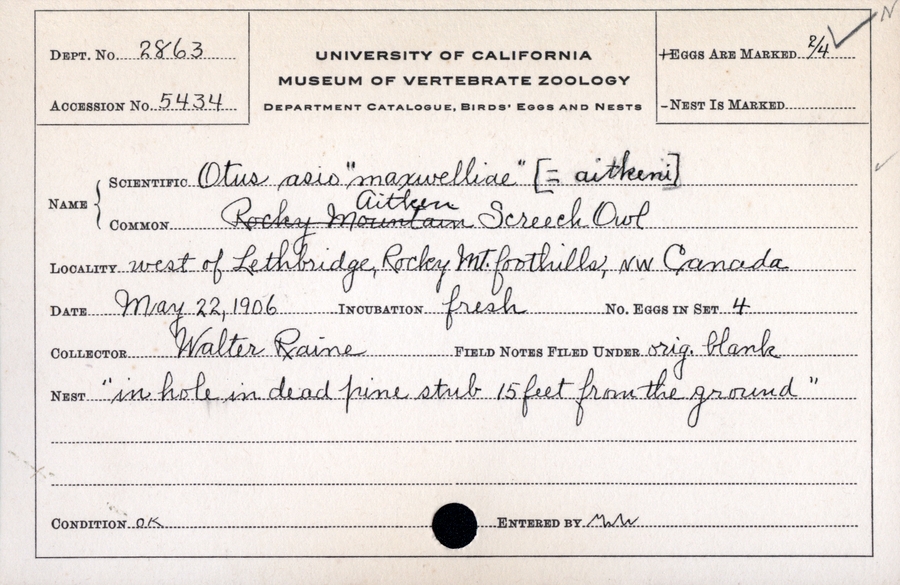 DEPT. NO. 2863
ACCESSION NO. 5434
UNIVERSITY OF CALIFORNIA
MUSEUM OF VERTEBRATE ZOOLOGY
DEPARTMENT CATALOGUE, BIRDS' EGGS AND NESTS
+EGGS ARE MARKED 2/4 ✓ N
-NEST IS MARKED
NAME
SCIENTIFIC Otus asio "maxwelliae" [= aitkeni]
Aitken
COMMON Rocky Mountain Screech Owl
LOCALITY west of Lethbridge, Rocky Mt. foothills, NW Canada
DATE May 22, 1906 INCUBATION fresh NO. EGGS IN SET 4
COLLECTOR Walter Raine FIELD NOTES FILED UNDER orig. blank
NEST "in hole in dead pine stub 15 feet from the ground"
CONDITION OK ENTERED BY